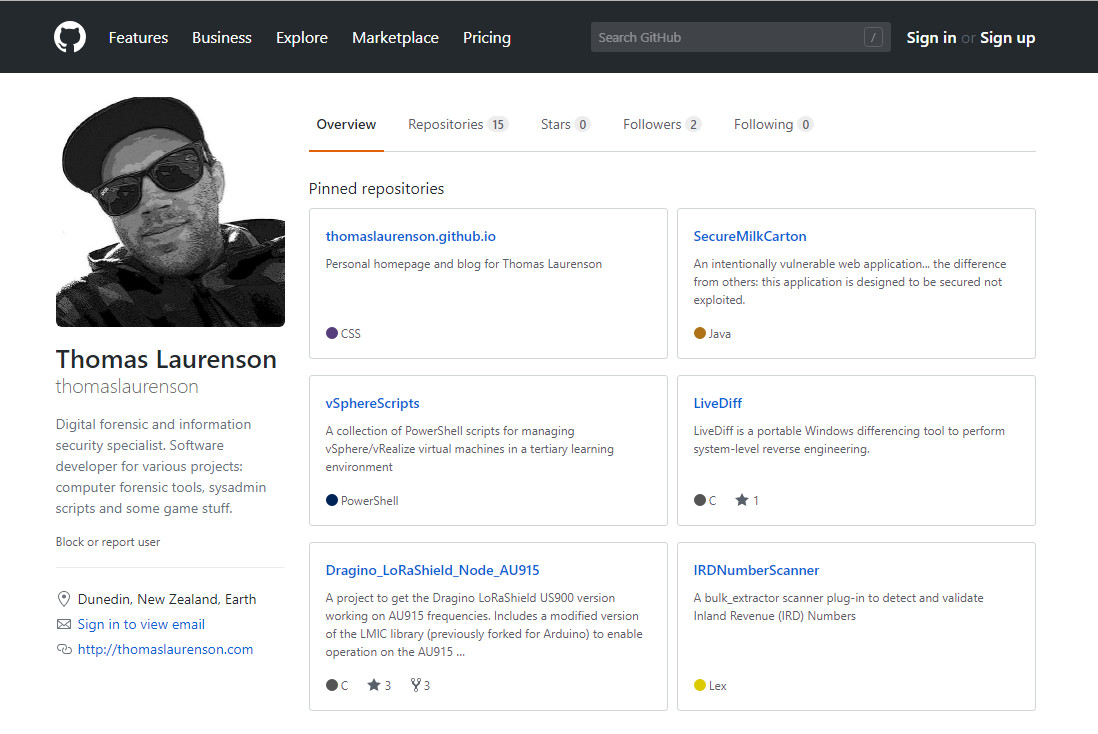 Features Business Explore Marketplace Pricing Search GitHub / Sign in or Sign up
Overview Repositories 15 Stars 0 Followers 2 Following 0
Thomas Laurenson
thomaslaurenson
Digital forensic and information
security specialist. Software
developer for various projects:
computer forensic tools, sysadmin
scripts and some game stuff.
Block or report user
Dunedin, New Zealand, Earth
Sign in to view email
http://thomaslaurenson.com
Pinned repositories
thomaslaurenson.github.io
Personal homepage and blog for Thomas Laurenson
CSS
SecureMilkCarton
An intentionally vulnerable web application... the difference
from others: this application is designed to be secured not
exploited.
Java
vSphereScripts
A collection of PowerShell scripts for managing
vSphere/vRealize virtual machines in a tertiary learning
environment
PowerShell
LiveDiff
LiveDiff is a portable Windows differencing tool to perform
system-level reverse engineering.
C 1
Dragino_LoRaShield_Node_AU915
A project to get the Dragino LoRaShield US900 version
working on AU915 frequencies. Includes a modified version
of the LMIC library (previously forked for Arduino) to enable
operation on the AU915 ...
C 3 3
IRDNumberScanner
A bulk_extractor scanner plug-in to detect and validate
Inland Revenue (IRD) Numbers
Lex